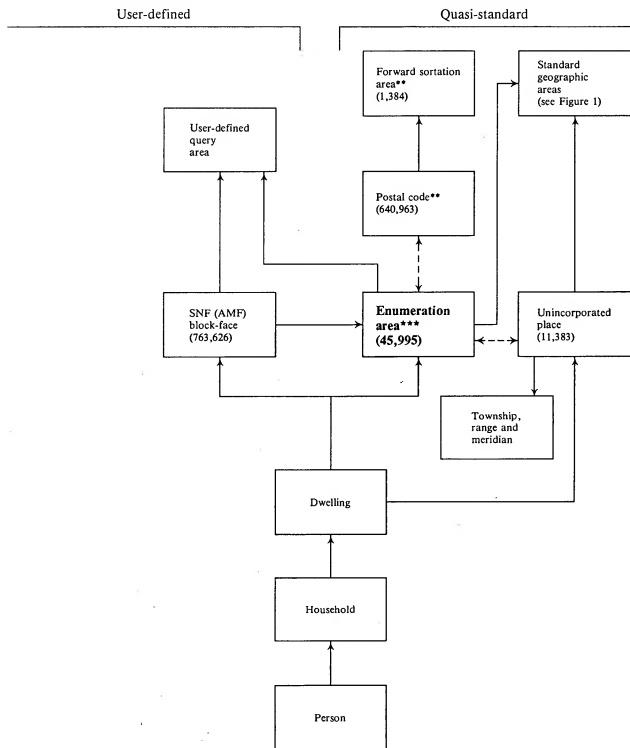 User-defined
Quasi-standard
Forward sortation
area**
(1,384)
Standard
geographic
areas
(see Figure 1)
User-defined
query
area
Postal code**
(640,963)
SNF (AMF)
block-face
(763,626)
Enumeration
area***
(45,995)
Unincorporated
place
(11,383)
Township,
range and
meridian
Dwelling
Household
Person